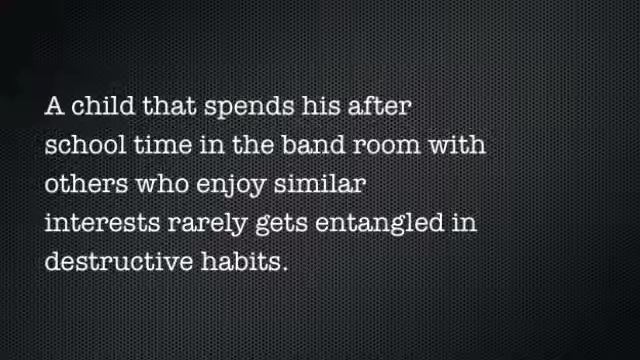 A child that spends his after
school time in the band room with
others who enjoy similar
interests rarely gets entangled in
destructive habits.